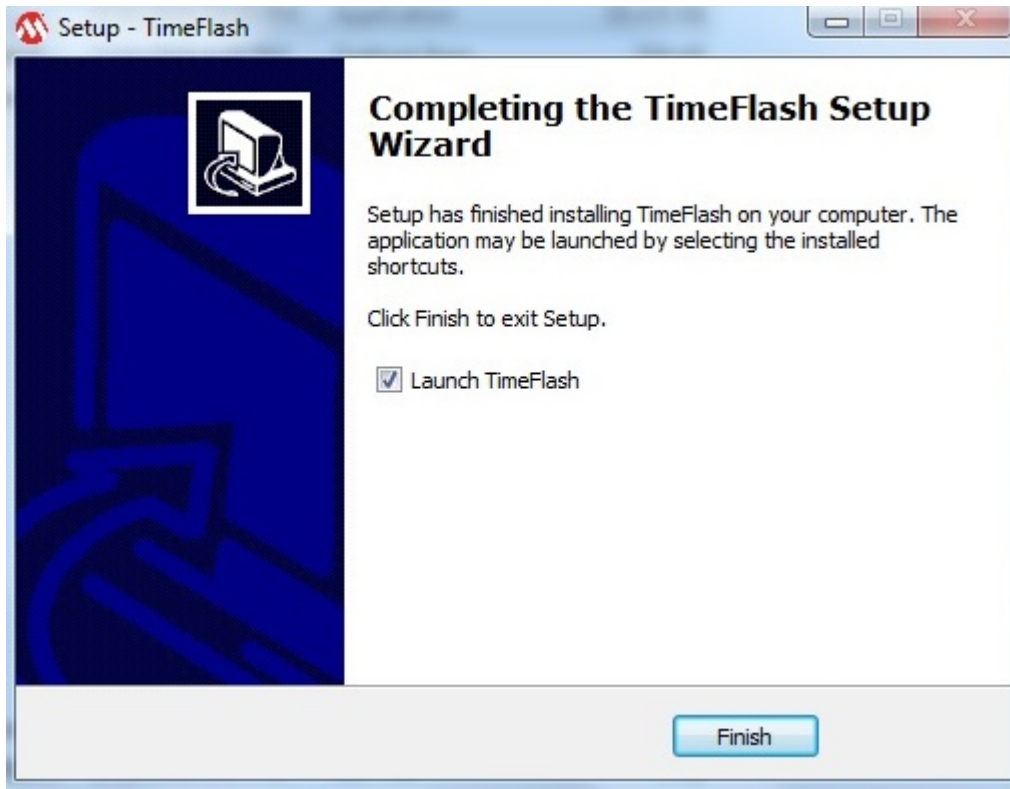 Setup - TimeFlash
Completing the TimeFlash Setup
Wizard
Setup has finished installing TimeFlash on your computer. The
application may be launched by selecting the installed
shortcuts.
Click Finish to exit Setup.
Launch TimeFlash
Finish